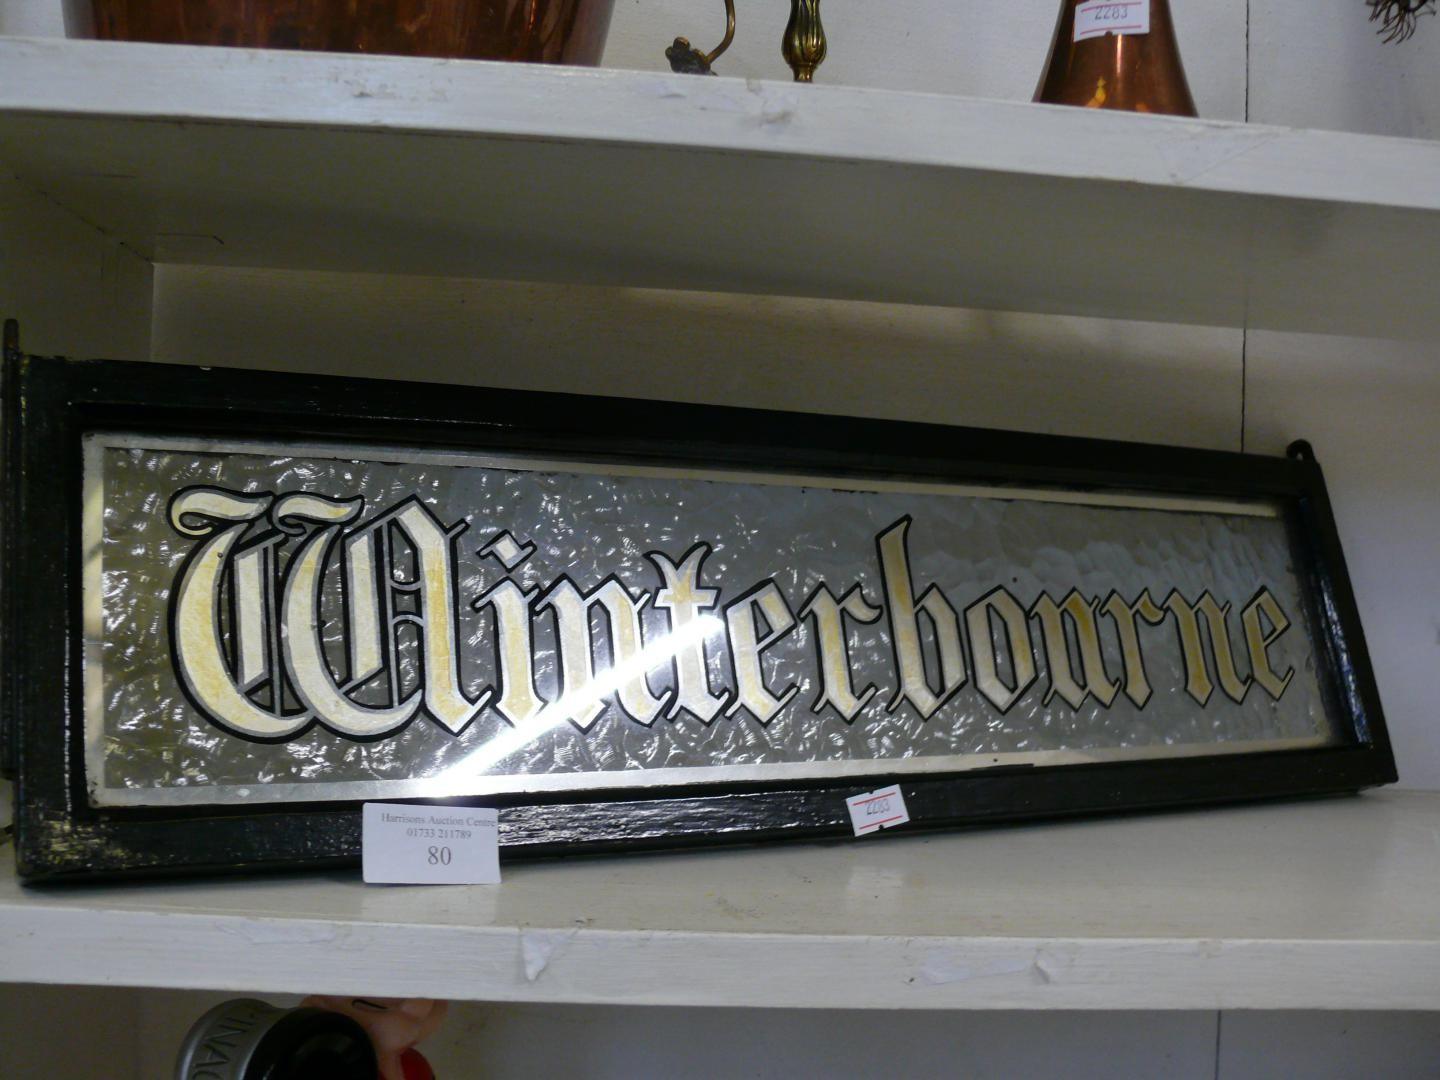 2283
Winterbourne
2283
Harrisons Auction Centre
01733 211789
80